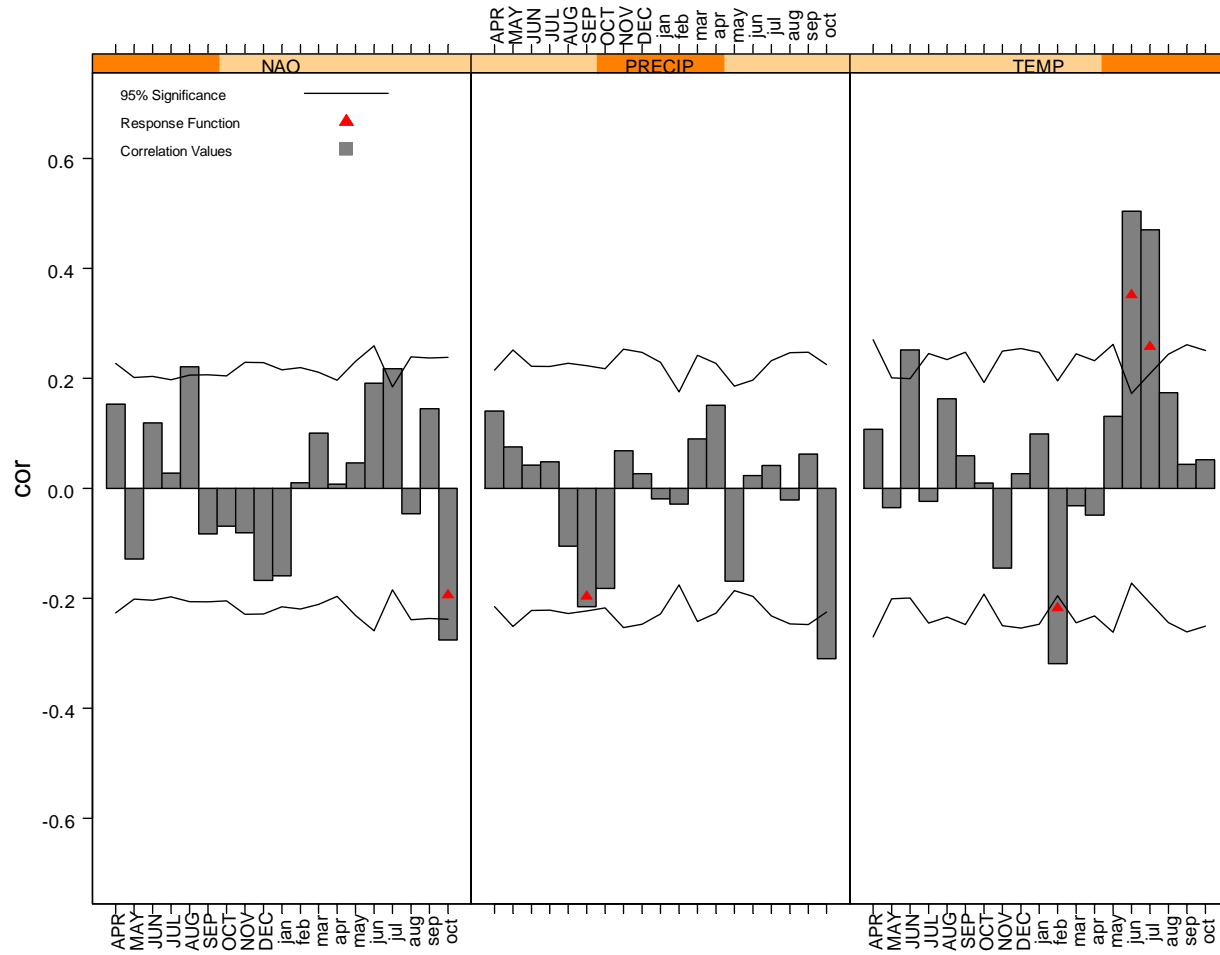 APR MAY JUN JUL AUG SEP OCT NOV DEC jan feb mar apr may jun jul aug sep oct
NAO PRECIP TEMP
95% Significance
Response Function
Correlation Values
0.6
0.4
0.2
0.0
-0.2
-0.4
-0.6
cor
APR MAY JUN JUL AUG SEP OCT NOV DEC jan feb mar apr may jun jul aug sep oct
APR MAY JUN JUL AUG SEP OCT NOV DEC jan feb mar apr may jun jul aug sep oct